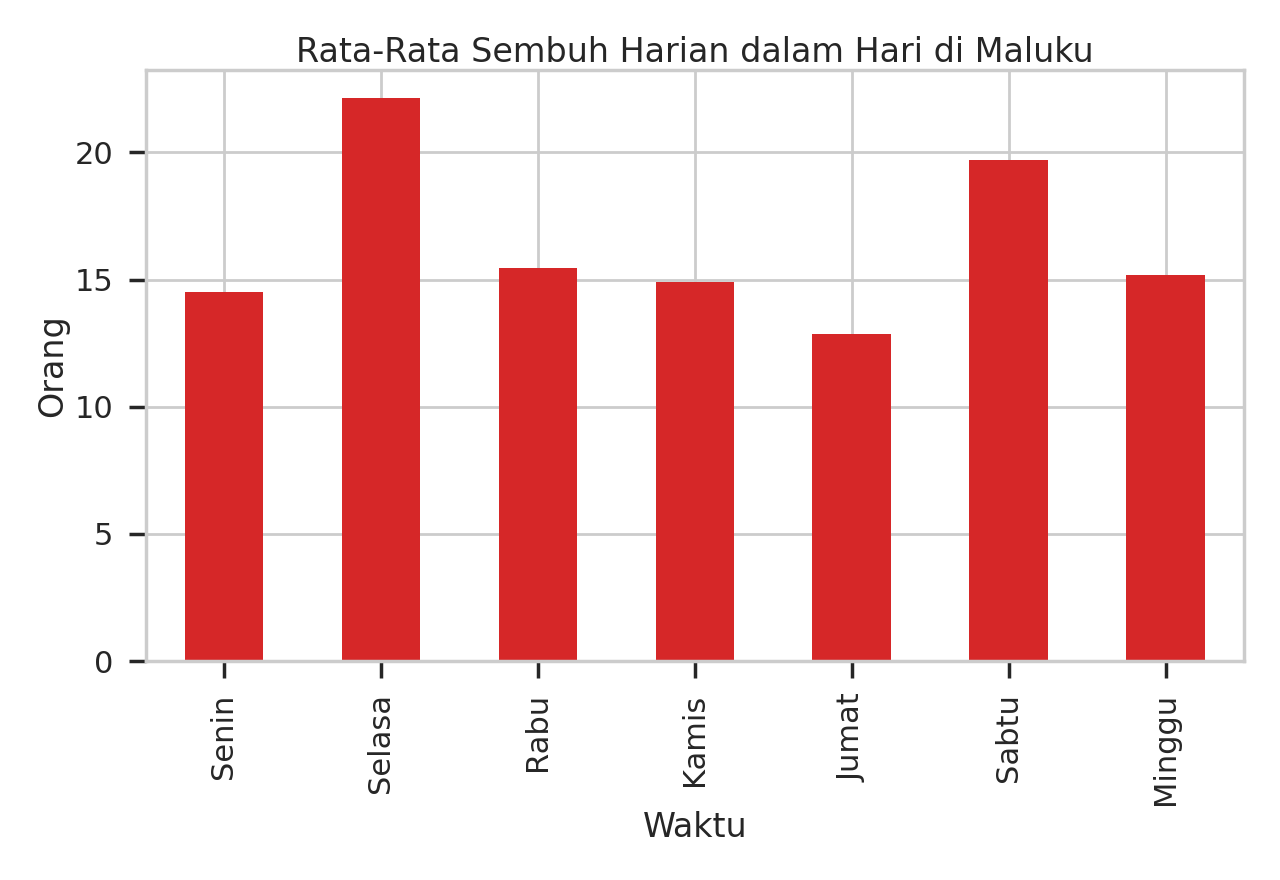 Rata-Rata Sembuh Harian dalam Hari di Maluku
Orang
20
15
10
5
0
Senin
Selasa
Rabu
Kamis
Jumat
Sabtu
Minggu
Waktu